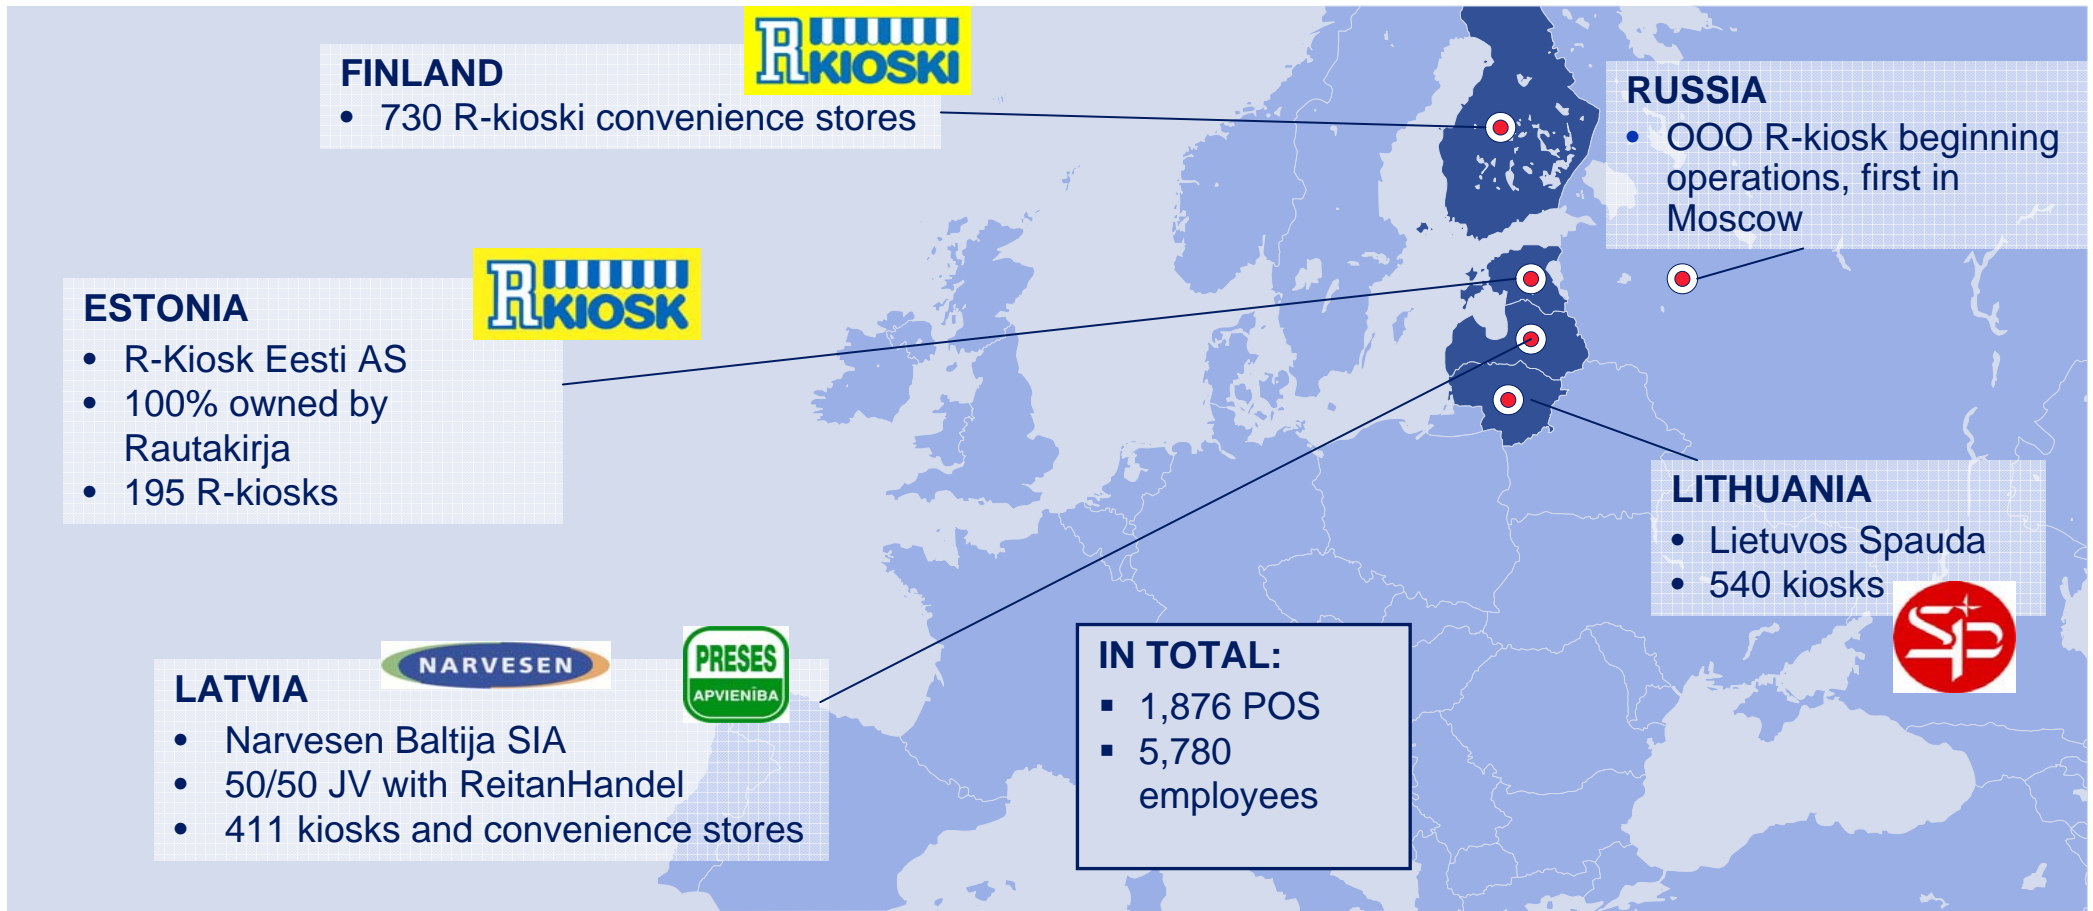 R KIOSKI
FINLAND
• 730 R-kioski convenience stores
RUSSIA
• OOO R-kiosk beginning
operations, first in
Moscow
R KIOSK
ESTONIA
• R-Kiosk Eesti AS
• 100% owned by
Rautakirja
• 195 R-kiosks
LITHUANIA
• Lietuvos Spauda
• 540 kiosks
SP
NARVESEN
PRESES
APVIENĪBA
LATVIA
• Narvesen Baltija SIA
• 50/50 JV with ReitanHandel
• 411 kiosks and convenience stores
IN TOTAL:
▪ 1,876 POS
▪ 5,780
employees